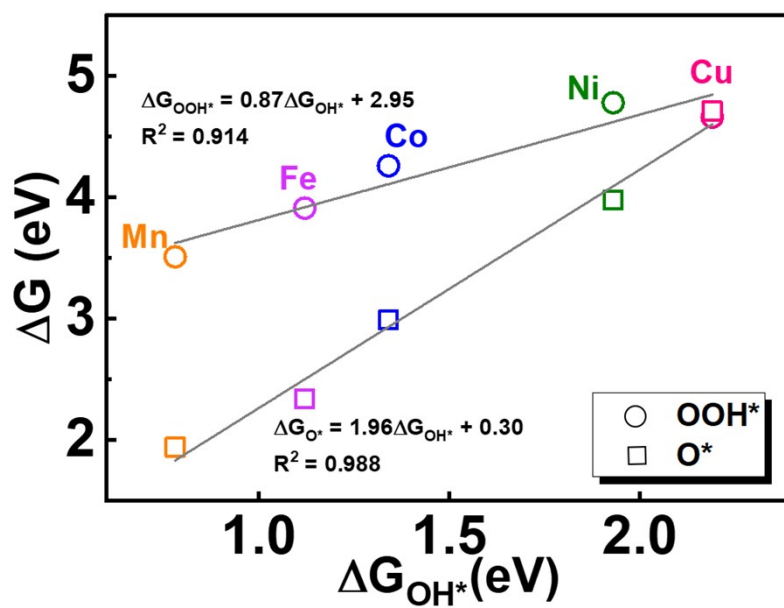 5
4
3
2
ΔG (eV)
ΔG_OOH* = 0.87ΔG_OH* + 2.95
R² = 0.914
Mn
Fe
Co
Ni
Cu
ΔG_O* = 1.96ΔG_OH* + 0.30
R² = 0.988
OOH*
O*
1.0
1.5
2.0
ΔG_OH*(eV)